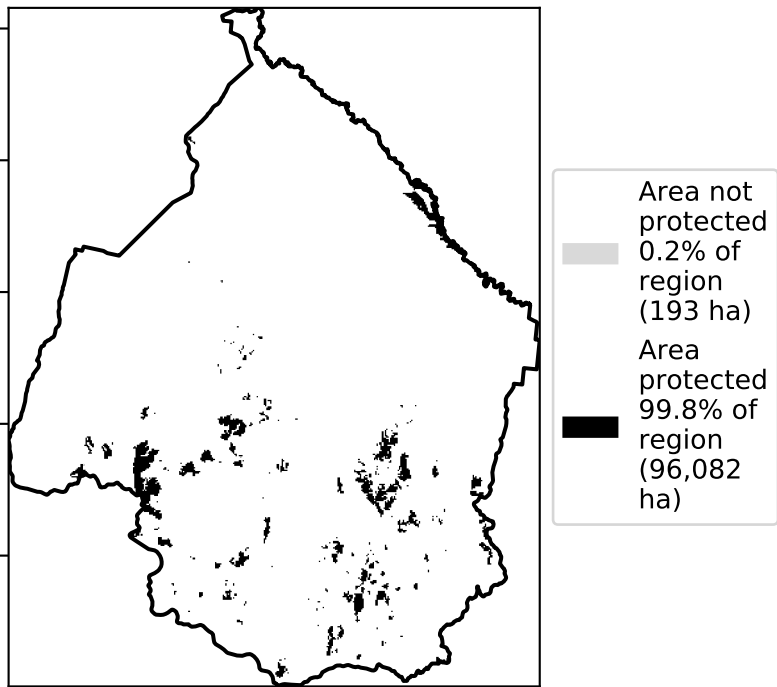 Area not
protected
0.2% of
region
(193 ha)
Area
protected
99.8% of
region
(96,082
ha)